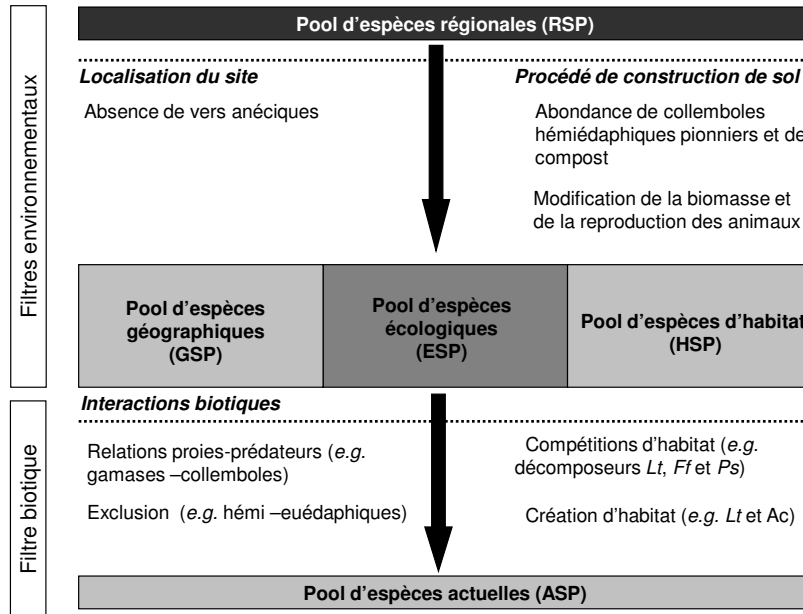 Filtres environnementaux
Pool d'espèces régionales (RSP)
Localisation du site
Absence de vers anéciques
Procédé de construction de sol
Abondance de collemboles
hémiédaphiques pionniers et de
compost
Modification de la biomasse et
de la reproduction des animaux
Pool d'espèces
géographiques
(GSP)
Pool d'espèces
écologiques
(ESP)
Pool d'espèces d'habitat
(HSP)
Filtre biotique
Interactions biotiques
Relations proies-prédateurs (e.g.
gamases –collemboles)
Exclusion (e.g. hémi –euédaphiques)
Compétitions d'habitat (e.g.
décomposeurs Lt, Ff et Ps)
Création d'habitat (e.g. Lt et Ac)
Pool d'espèces actuelles (ASP)